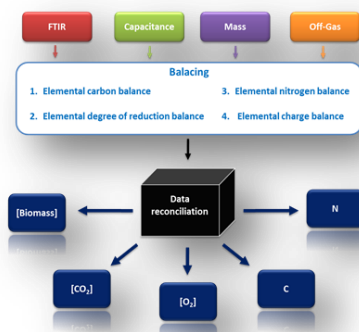 FTIR
Capacitance
Mass
Off-Gas
Balacing
1. Elemental carbon balance
3. Elemental nitrogen balance
2. Elemental degree of reduction balance
4. Elemental charge balance
Data
reconciliation
[Biomass]
N
[CO₂]
[O₂]
C